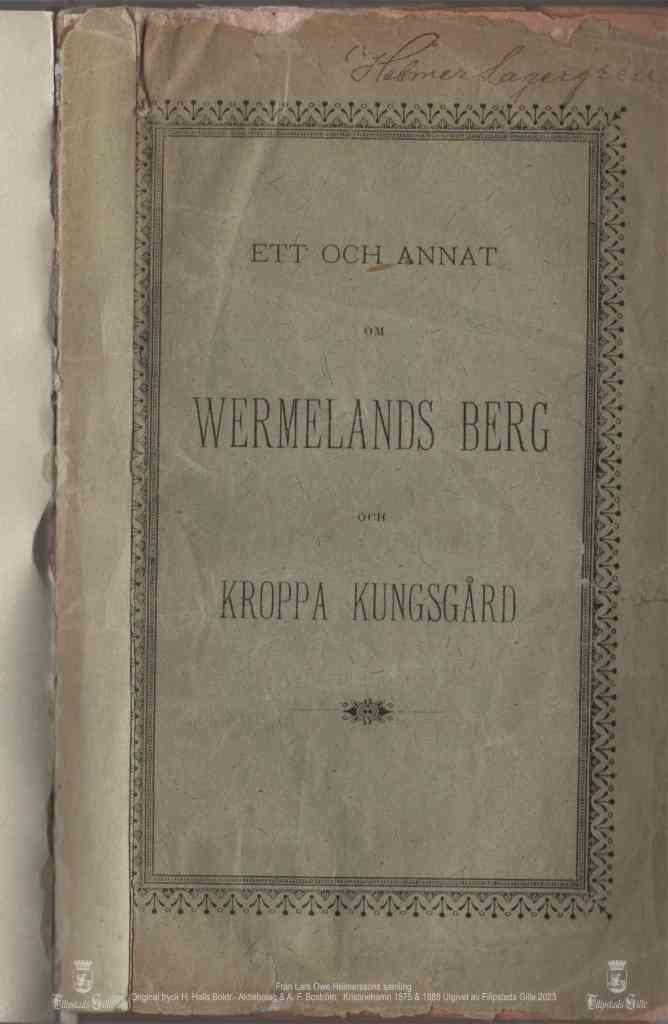 Helmer Lagergren
ETT OCH ANNAT
OM
WERMELANDS BERG
OCH
KROPPA KUNGSGÅRD
Från Lars Owe Heimerssons samling
Original tryck H. Halls Boktr.- Aktiebolag & A. F. Boström. Kristinehamn 1875 & 1888 Utgivet av Filipstads Gille 2023
Filipstads Gille
Filipstads Gille